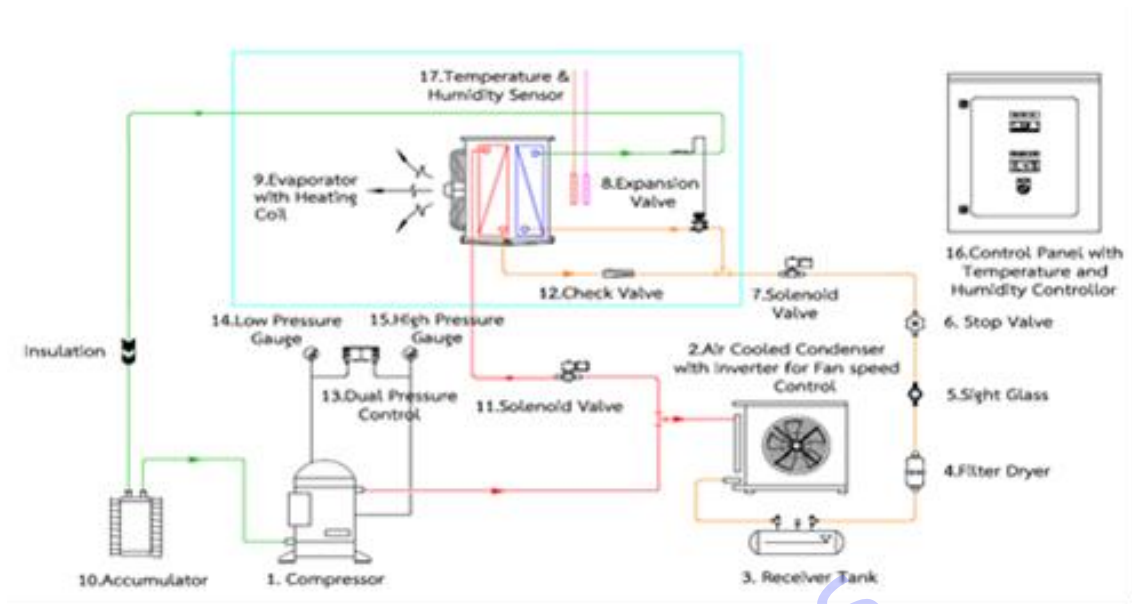 17.Temperature &
Humidity Sensor
9.Evaporator
with Heating
Coil
8.Expansion
Valve
16.Control Panel with
Temperature and
Humidity Controllor
12.Check Valve
7.Solenoid
Valve
14.Low Pressure
Gauge
15.High Pressure
Gauge
6. Stop Valve
Insulation
2.Air Cooled Condenser
with Inverter for Fan speed
Control
13.Dual Pressure
Control
11.Solenoid Valve
5.Sight Glass
4.Filter Dryer
10.Accumulator
1. Compressor
3. Receiver Tank